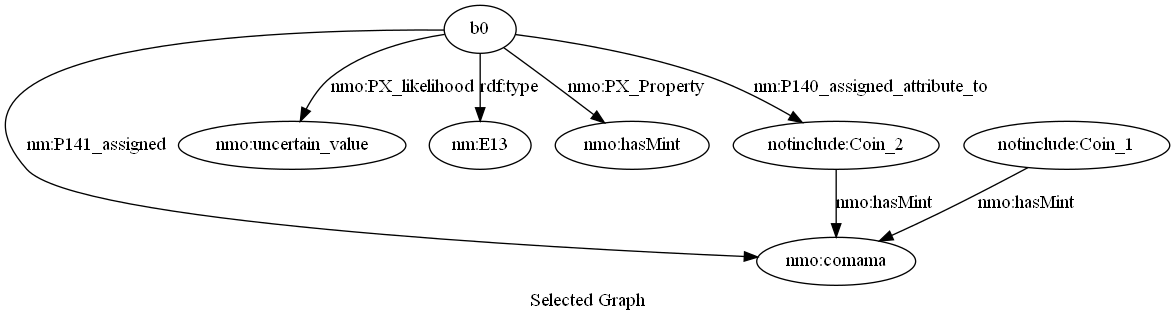 b0
nmo:PX_likelihood
rdf:type
nmo:PX_Property
nm:P140_assigned_attribute_to
nm:P141_assigned
nmo:uncertain_value
nm:E13
nmo:hasMint
notinclude:Coin_2
notinclude:Coin_1
nmo:hasMint
nmo:hasMint
nmo:comama
Selected Graph